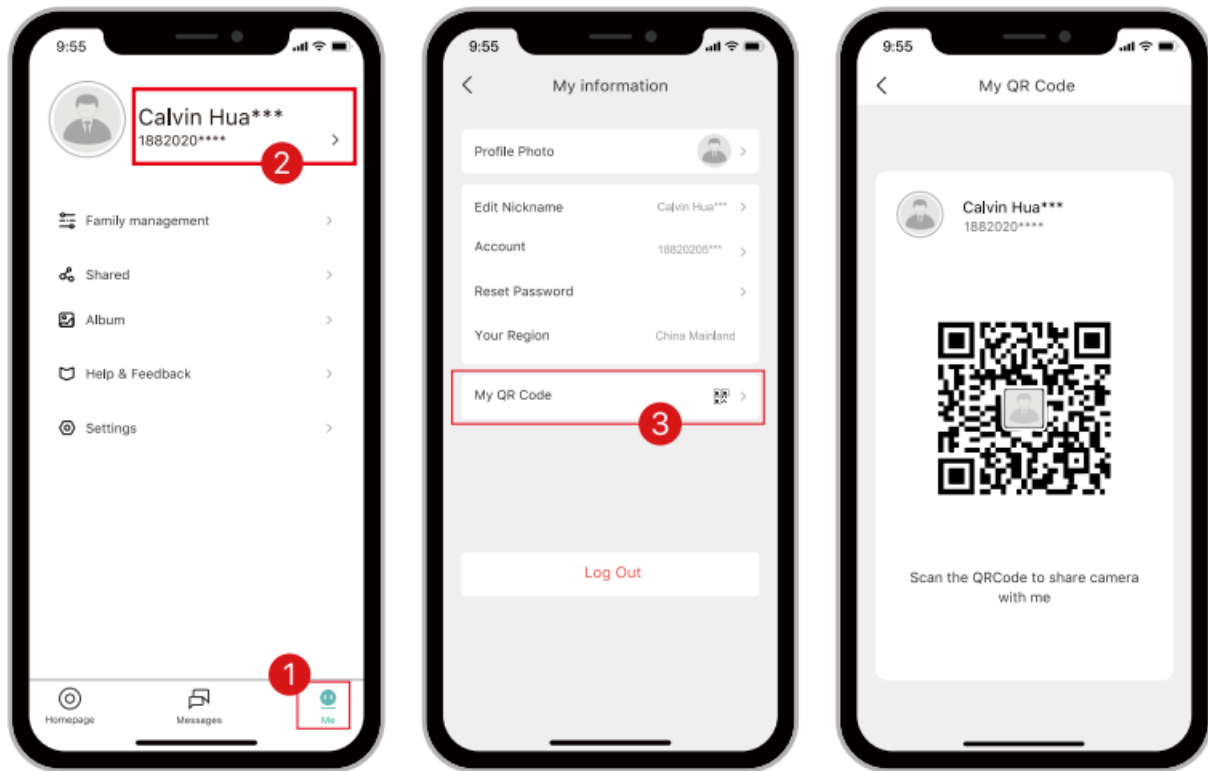 9:55
Calvin Hua***
1882020****
2
Family management
Shared
Album
Help & Feedback
Settings
1
Homepage
Messages
Me
9:55
My information
Profile Photo
Edit Nickname
Calvin Hua***
Account
18820205***
Reset Password
Your Region
China Mainland
My QR Code
3
Log Out
9:55
My QR Code
Calvin Hua***
1882020****
Scan the QRCode to share camera
with me